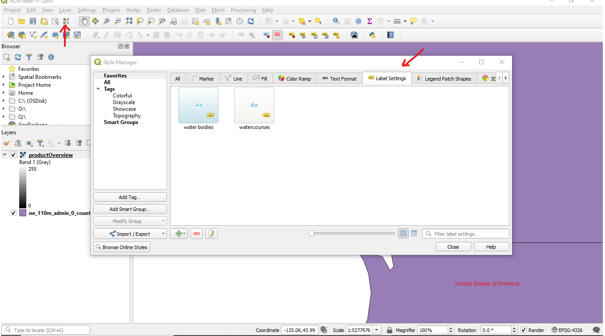 Project Edit View Layer Settings Plugins Vector Raster Database Web Mesh Processing Help
Browser
Favorites
Spatial Bookmarks
Project Home
Home
C:\ (OSDisk)
Q:\
Layers
productOverview
Band 1 (Gray)
255
0
ne_110m_admin_0_count
Style Manager
Favorites
All
Tags
Colorful
Grayscale
Showcase
Topography
Smart Groups
All Marker Line Fill Color Ramp Text Format Label Settings Legend Patch Shapes 3D
water bodies watercourses
Add Tag...
Add Smart Group...
Modify Group
Import / Export
Filter label settings...
Browse Online Styles
Close Help
United States of America
Type to locate (Ctrl+K)
Coordinate -135.06,43.99 Scale 1:5277976 Magnifier 100% Rotation 0.0 ° Render EPSG:4326